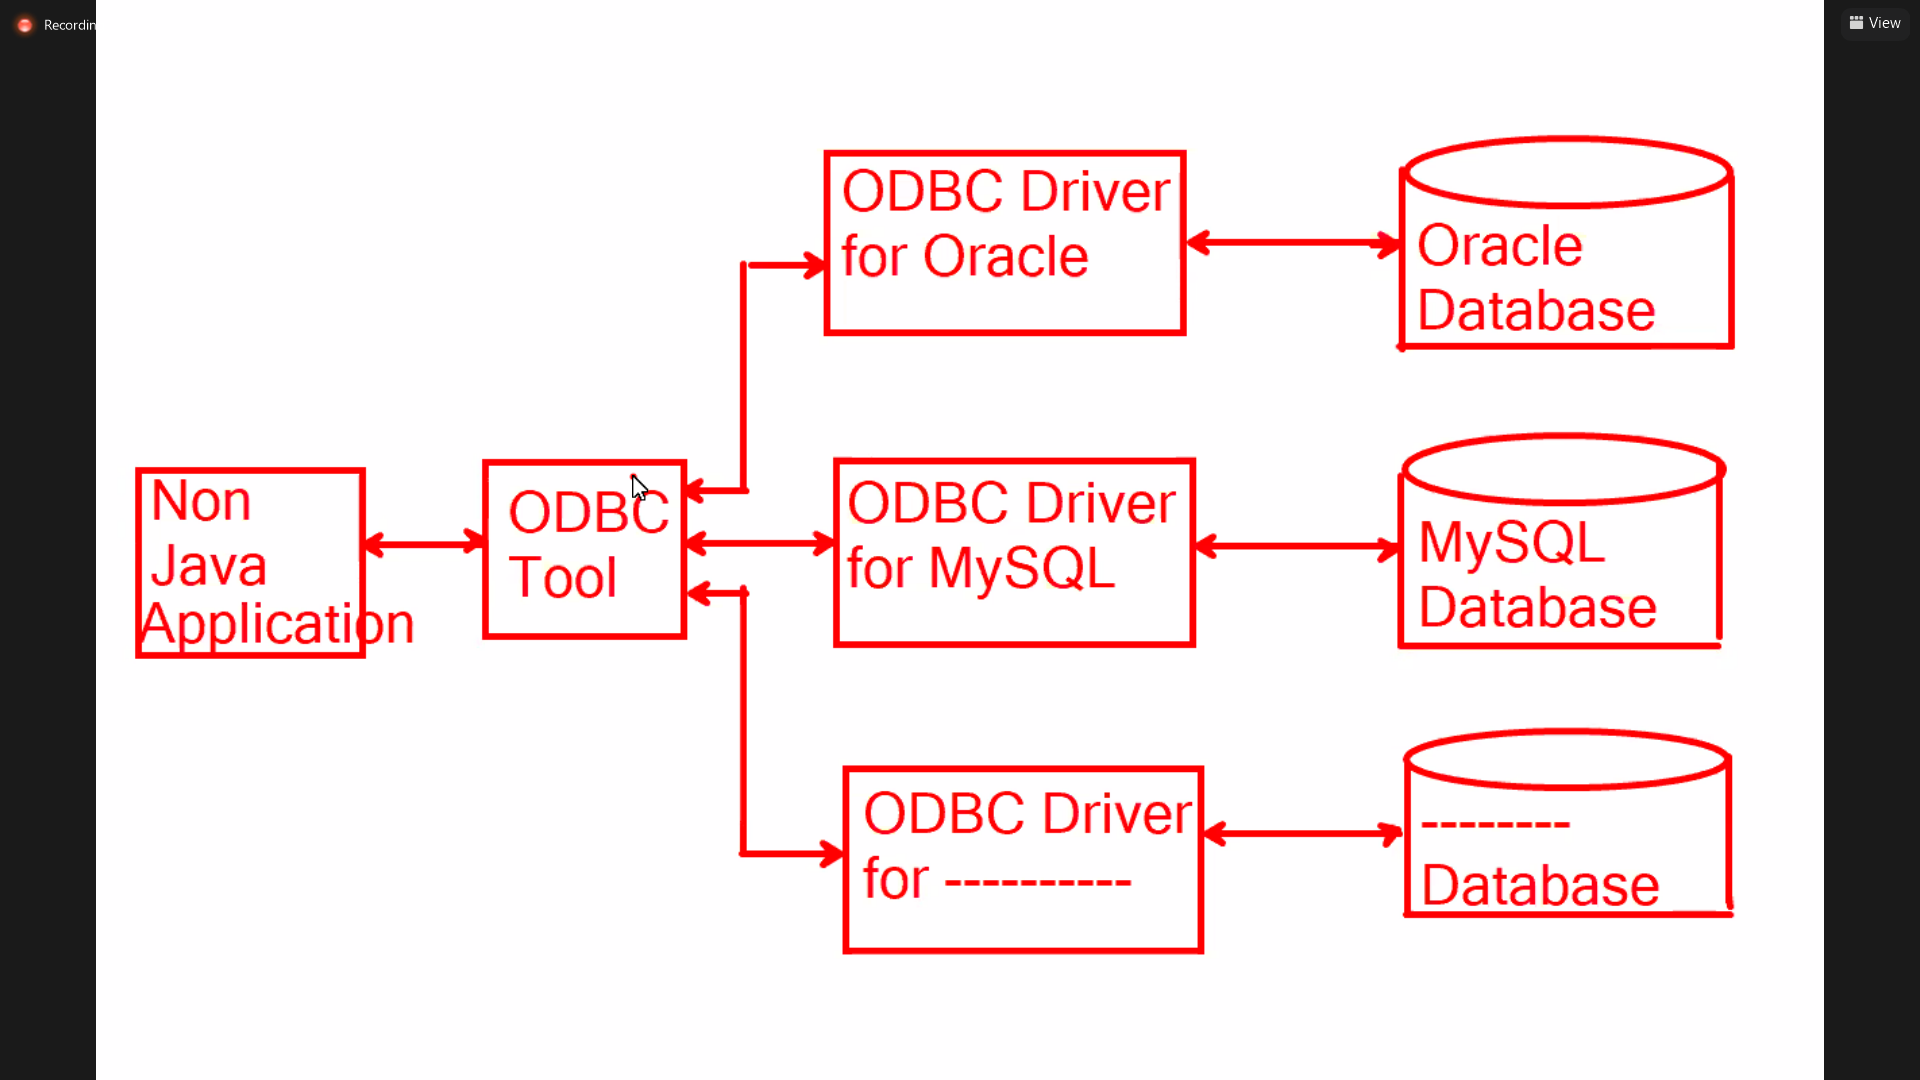 Recordin
View
ODBC Driver
for Oracle
Oracle
Database
Non
Java
Application
ODBC
Tool
ODBC Driver
for MySQL
MySQL
Database
ODBC Driver
for ----------
--------
Database